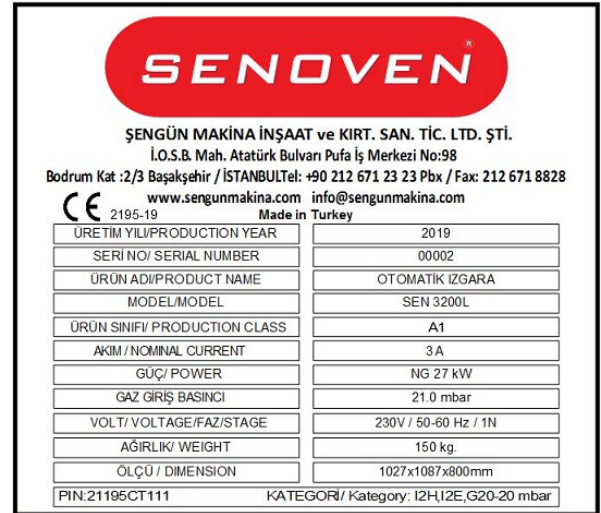 SENOVEN ®
ŞENGÜN MAKİNA İNŞAAT ve KIRT. SAN. TİC. LTD. ŞTİ.
İ.O.S.B. Mah. Atatürk Bulvarı Pufa İş Merkezi No:98
Bodrum Kat :2/3 Başakşehir / İSTANBULTel: +90 212 671 23 23 Pbx / Fax: 212 671 8828
www.sengunmakina.com info@sengunmakina.com
CE 2195-19 Made in Turkey
ÜRETİM YILI/PRODUCTION YEAR 2019
SERİ NO/ SERIAL NUMBER 00002
ÜRÜN ADI/PRODUCT NAME OTOMATİK IZGARA
MODEL/MODEL SEN 3200L
ÜRÜN SINIFI/ PRODUCTION CLASS A1
AKIM / NOMINAL CURRENT 3 A
GÜÇ/ POWER NG 27 kW
GAZ GİRİŞ BASINCI 21.0 mbar
VOLT/ VOLTAGE/FAZ/STAGE 230V / 50-60 Hz / 1N
AĞIRLIK/ WEIGHT 150 kg.
ÖLÇÜ / DIMENSION 1027x1087x800mm
PIN:21195CT111 KATEGORİ/ Kategory: I2H,I2E,G20-20 mbar